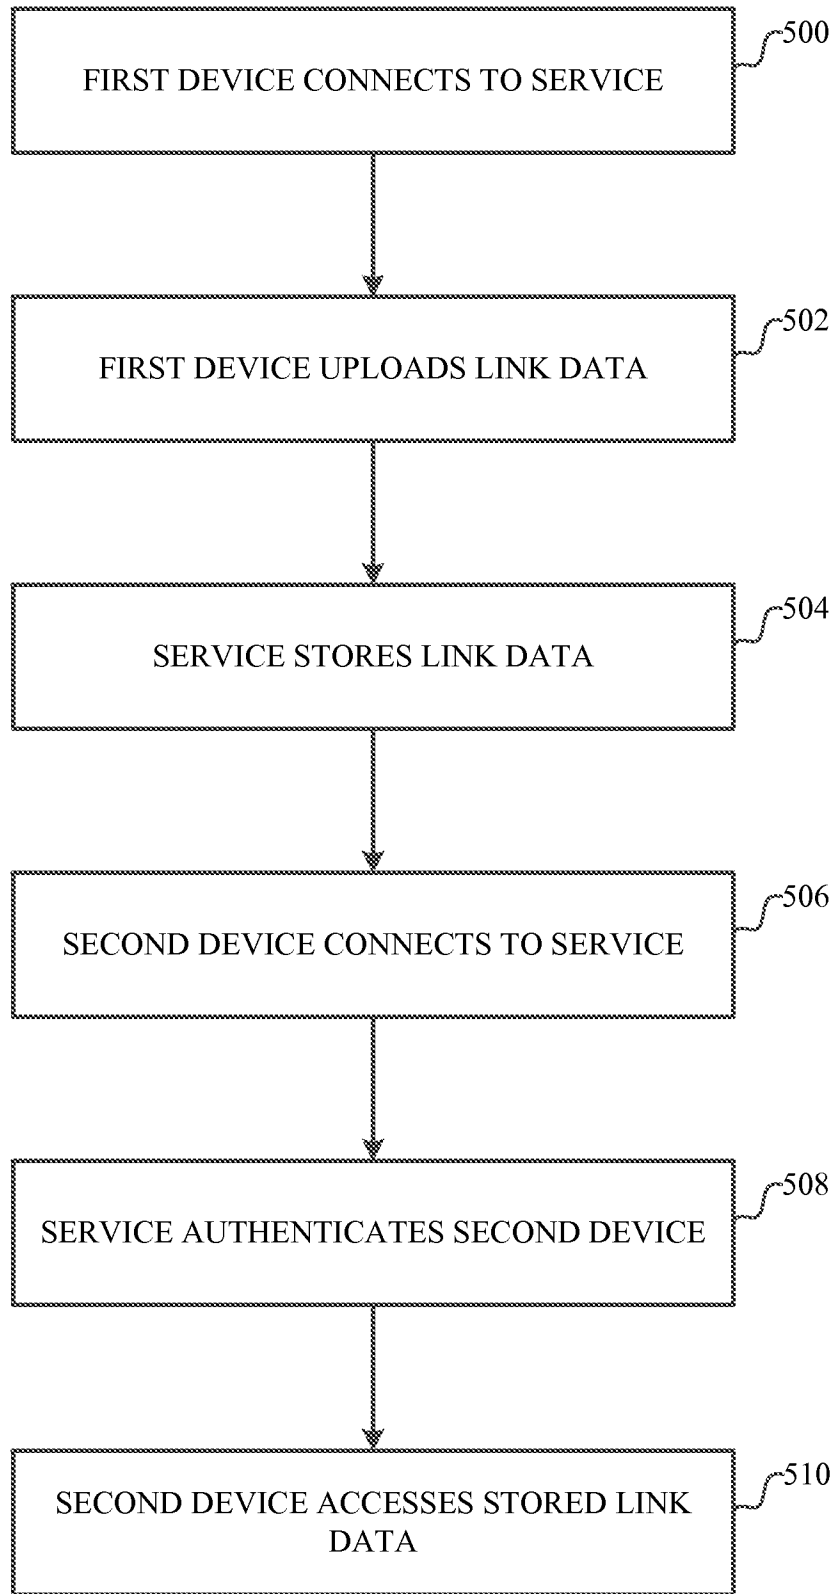 500
FIRST DEVICE CONNECTS TO SERVICE
502
FIRST DEVICE UPLOADS LINK DATA
504
SERVICE STORES LINK DATA
506
SECOND DEVICE CONNECTS TO SERVICE
508
SERVICE AUTHENTICATES SECOND DEVICE
510
SECOND DEVICE ACCESSES STORED LINK
DATA